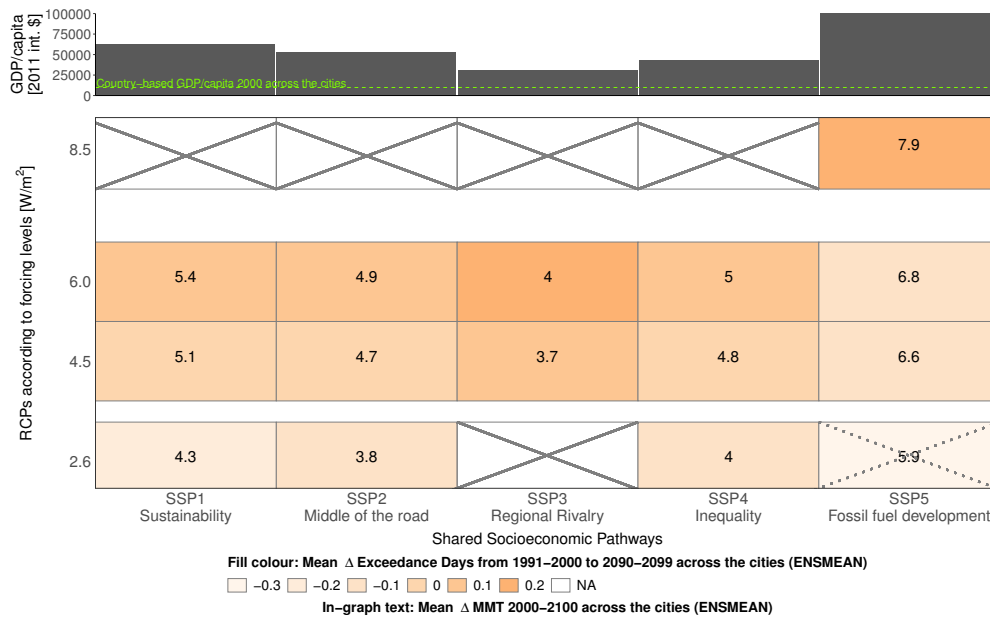 GDP/capita
[2011 int. $]
100000
75000
50000
25000
0
Country−based GDP/capita 2000 across the cities
RCPs according to forcing levels [W/m²]
8.5 7.9
6.0 5.4 4.9 4 5 6.8
4.5 5.1 4.7 3.7 4.8 6.6
2.6 4.3 3.8 4 5.9
SSP1 SSP2 SSP3 SSP4 SSP5
Sustainability Middle of the road Regional Rivalry Inequality Fossil fuel development
Shared Socioeconomic Pathways
Fill colour: Mean Δ Exceedance Days from 1991−2000 to 2090−2099 across the cities (ENSMEAN)
−0.3 −0.2 −0.1 0 0.1 0.2 NA
In−graph text: Mean Δ MMT 2000−2100 across the cities (ENSMEAN)